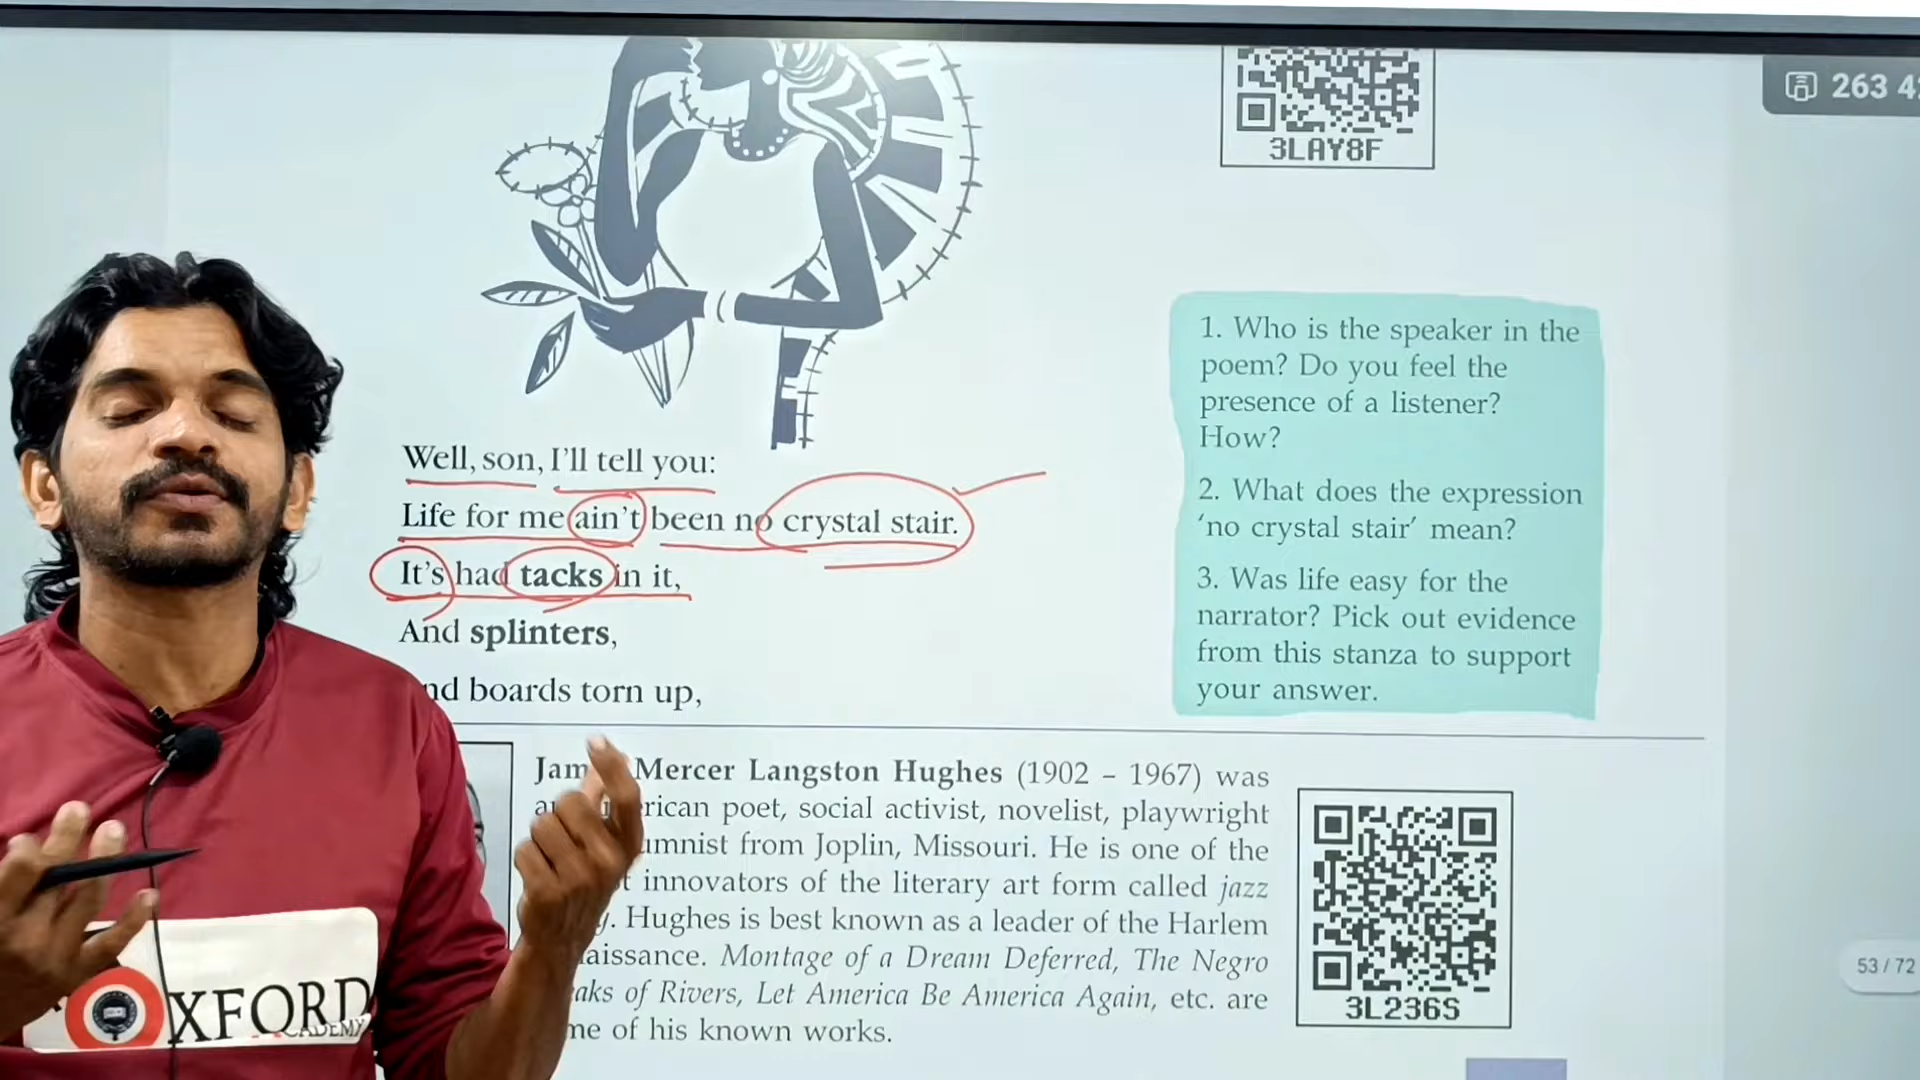 3LAY8F
263 4
Well, son, I'll tell you:
Life for me ain't been no crystal stair.
It's had tacks in it,
And splinters,
nd boards torn up,
1. Who is the speaker in the
poem? Do you feel the
presence of a listener?
How?
2. What does the expression
'no crystal stair' mean?
3. Was life easy for the
narrator? Pick out evidence
from this stanza to support
your answer.
Jam Mercer Langston Hughes (1902 – 1967) was
a rican poet, social activist, novelist, playwright
umnist from Joplin, Missouri. He is one of the
t innovators of the literary art form called jazz
y. Hughes is best known as a leader of the Harlem
aissance. Montage of a Dream Deferred, The Negro
aks of Rivers, Let America Be America Again, etc. are
me of his known works.
3L236S
53 / 72
XFORD
ACADEMY